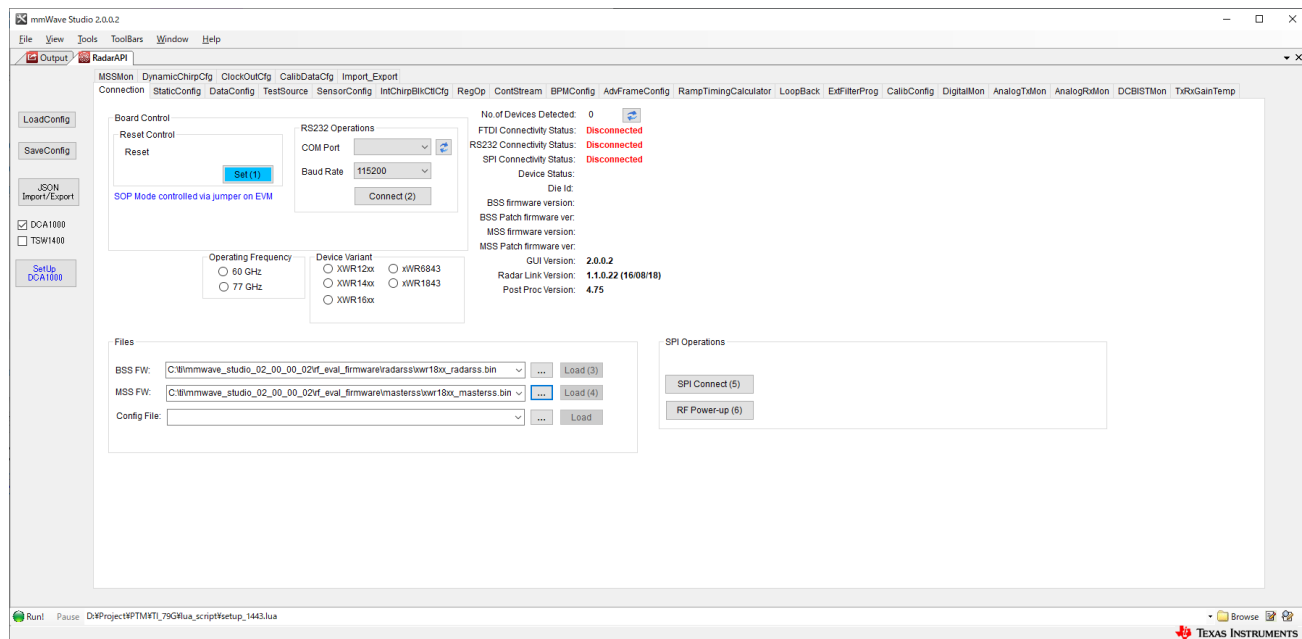 mmWave Studio 2.0.0.2
File View Tools ToolBars Window Help
Output RadarAPI
MSSMon DynamicChirpCfg ClockOutCfg CalibDataCfg Import_Export
Connection StaticConfig DataConfig TestSource SensorConfig IntChirpBlkCtlCfg RegOp ContStream BPMConfig AdvFrameConfig RampTimingCalculator LoopBack ExtFilterProg CalibConfig DigitalMon AnalogTxMon AnalogRxMon DCBISTMon TxRxGainTemp
LoadConfig
SaveConfig
JSON
Import/Export
DCA1000
TSW1400
SetUp
DCA1000
Board Control
Reset Control
Reset
Set (1)
SOP Mode controlled via jumper on EVM
RS232 Operations
COM Port
Baud Rate 115200
Connect (2)
No.of Devices Detected: 0
FTDI Connectivity Status: Disconnected
RS232 Connectivity Status: Disconnected
SPI Connectivity Status: Disconnected
Device Status:
Die Id:
BSS firmware version:
BSS Patch firmware ver:
MSS firmware version:
MSS Patch firmware ver:
GUI Version: 2.0.0.2
Radar Link Version: 1.1.0.22 (16/08/18)
Post Proc Version: 4.75
Operating Frequency
60 GHz
77 GHz
Device Variant
XWR12xx xWR6843
XWR14xx xWR1843
XWR16xx
Files
BSS FW: C:\ti\mmwave_studio_02_00_00_02\rf_eval_firmware\radarss\xwr18xx_radarss.bin ... Load (3)
MSS FW: C:\ti\mmwave_studio_02_00_00_02\rf_eval_firmware\masterss\xwr18xx_masterss.bin ... Load (4)
Config File: ... Load
SPI Operations
SPI Connect (5)
RF Power-up (6)
Run! Pause D:¥Project¥PTM¥TI_79G¥lua_script¥setup_1443.lua Browse
TEXAS INSTRUMENTS